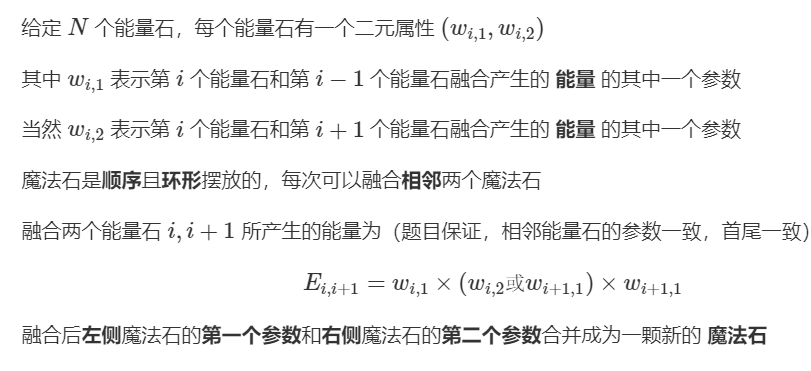 给定 N 个能量石，每个能量石有一个二元属性 (w_{i,1}, w_{i,2})
其中 w_{i,1} 表示第 i 个能量石和第 i − 1 个能量石融合产生的 能量 的其中一个参数
当然 w_{i,2} 表示第 i 个能量石和第 i + 1 个能量石融合产生的 能量 的其中一个参数
魔法石是顺序且环形摆放的，每次可以融合相邻两个魔法石
融合两个能量石 i, i + 1 所产生的能量为（题目保证，相邻能量石的参数一致，首尾一致）
E_{i,i+1} = w_{i,1} × (w_{i,2}或w_{i+1,1}) × w_{i+1,1}
融合后左侧魔法石的第一个参数和右侧魔法石的第二个参数合并成为一颗新的 魔法石